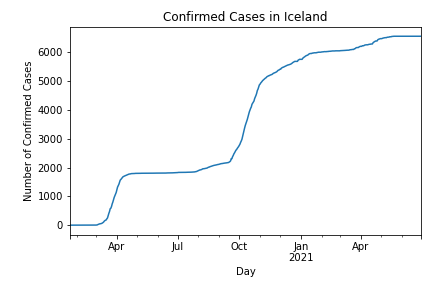 Confirmed Cases in Iceland
Number of Confirmed Cases
6000
5000
4000
3000
2000
1000
0
Apr
Jul
Oct
Jan
2021
Apr
Day